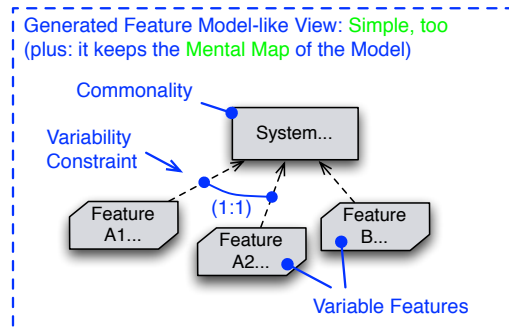 Generated Feature Model-like View: Simple, too
(plus: it keeps the Mental Map of the Model)
Commonality
System...
Variability
Constraint
(1:1)
Feature
A1...
Feature
A2...
Feature
B...
Variable Features